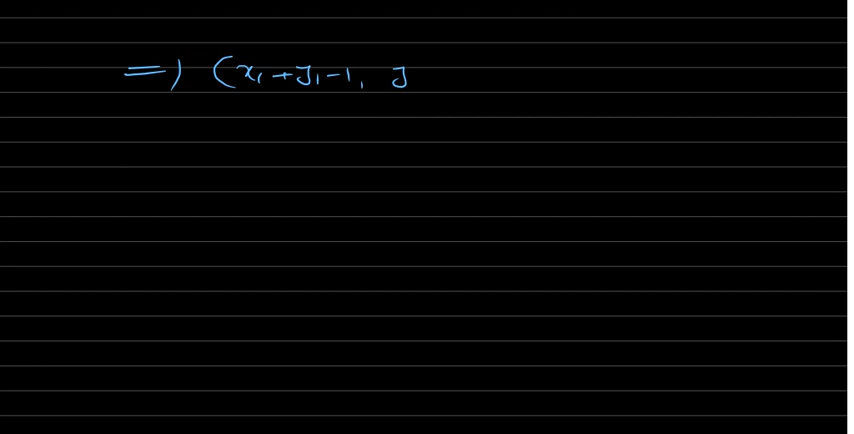 ⇒ (x₁ + y₁ - 1, y